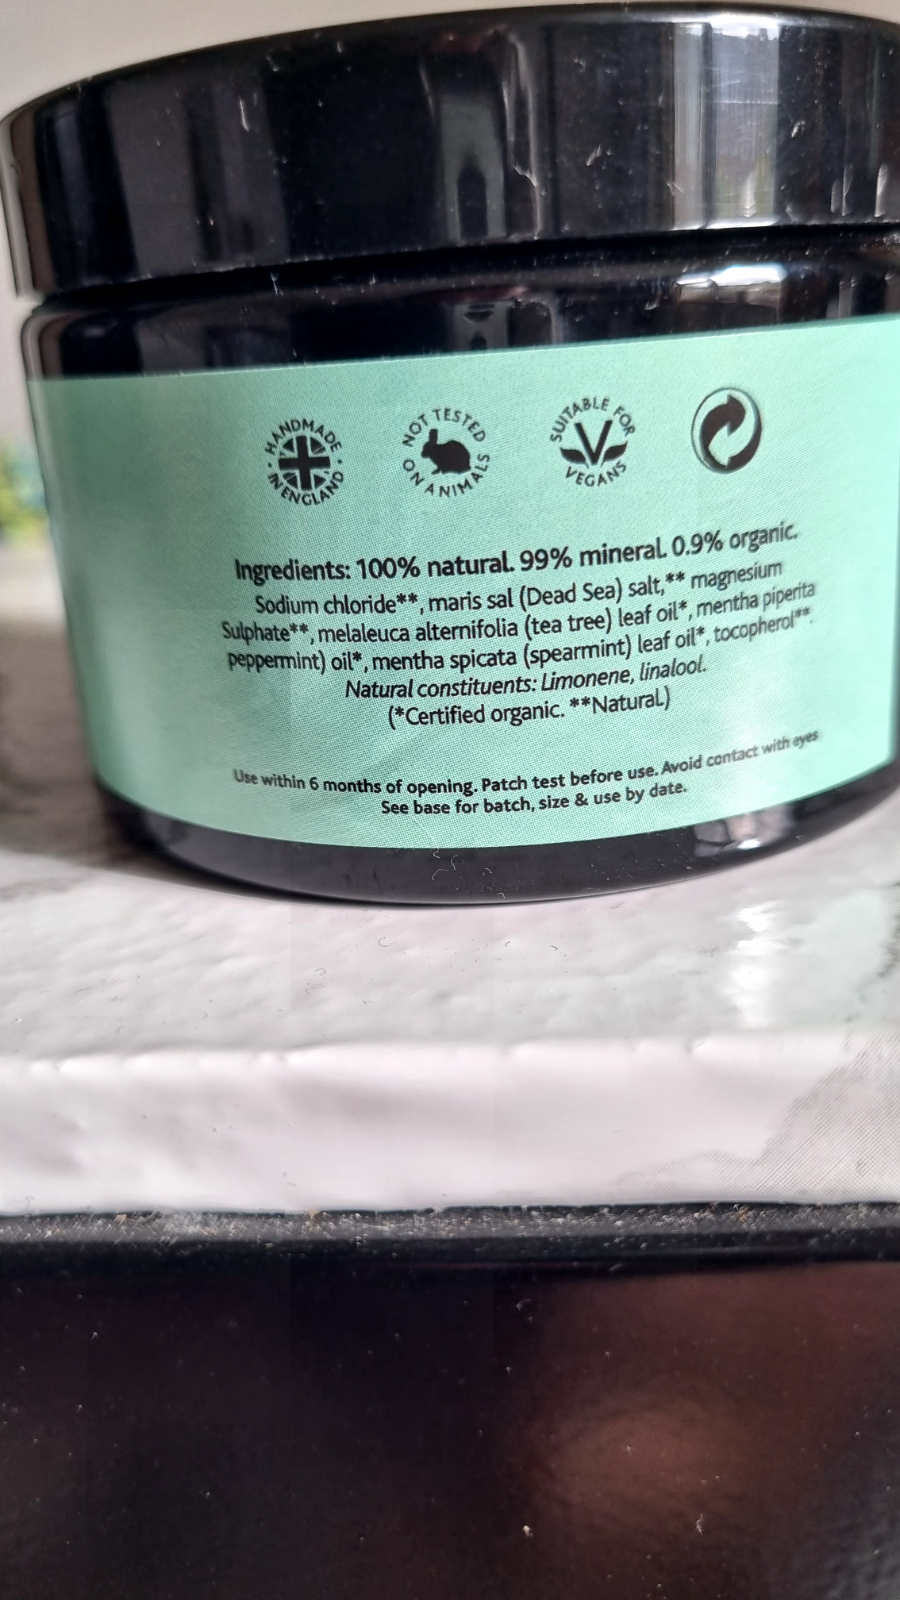 HANDMADE IN ENGLAND
NOT TESTED ON ANIMALS
SUITABLE FOR VEGANS
Ingredients: 100% natural. 99% mineral. 0.9% organic.
Sodium chloride**, maris sal (Dead Sea) salt,** magnesium
Sulphate**, melaleuca alternifolia (tea tree) leaf oil*, mentha piperita
peppermint) oil*, mentha spicata (spearmint) leaf oil*, tocopherol**.
Natural constituents: Limonene, linalool.
(*Certified organic. **Natural.)
Use within 6 months of opening. Patch test before use. Avoid contact with eyes
See base for batch, size & use by date.